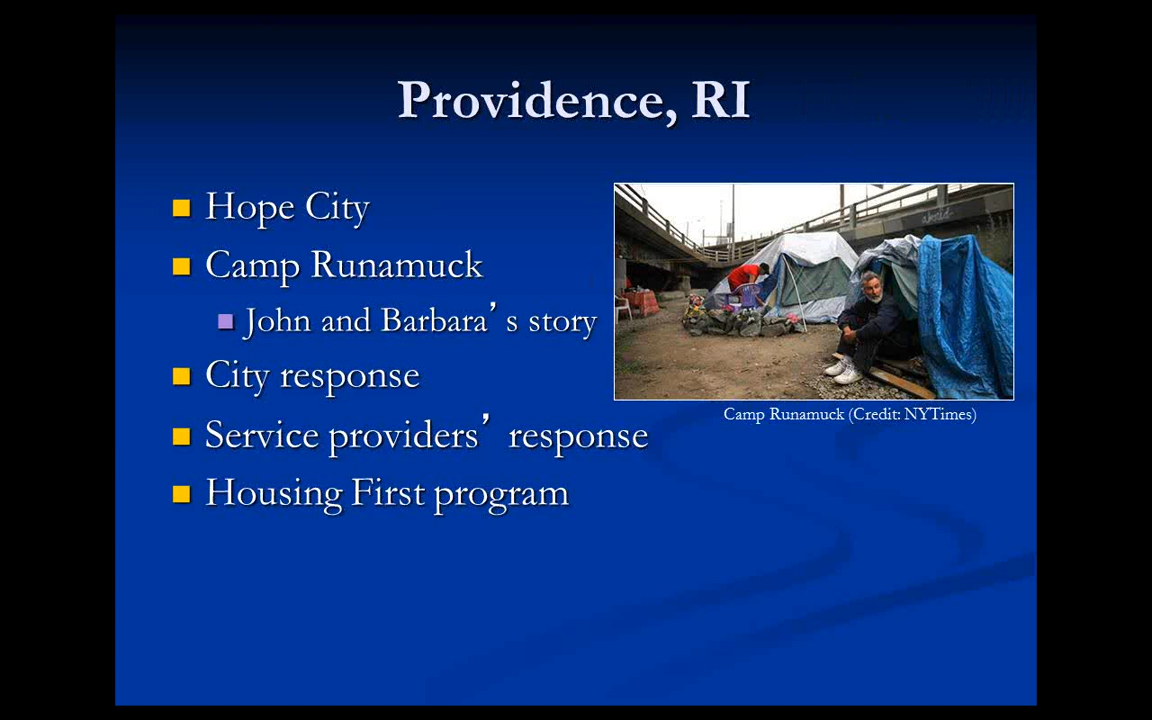 Providence, RI
Hope City
Camp Runamuck
John and Barbara’s story
City response
Service providers’ response
Housing First program
Camp Runamuck (Credit: NYTimes)